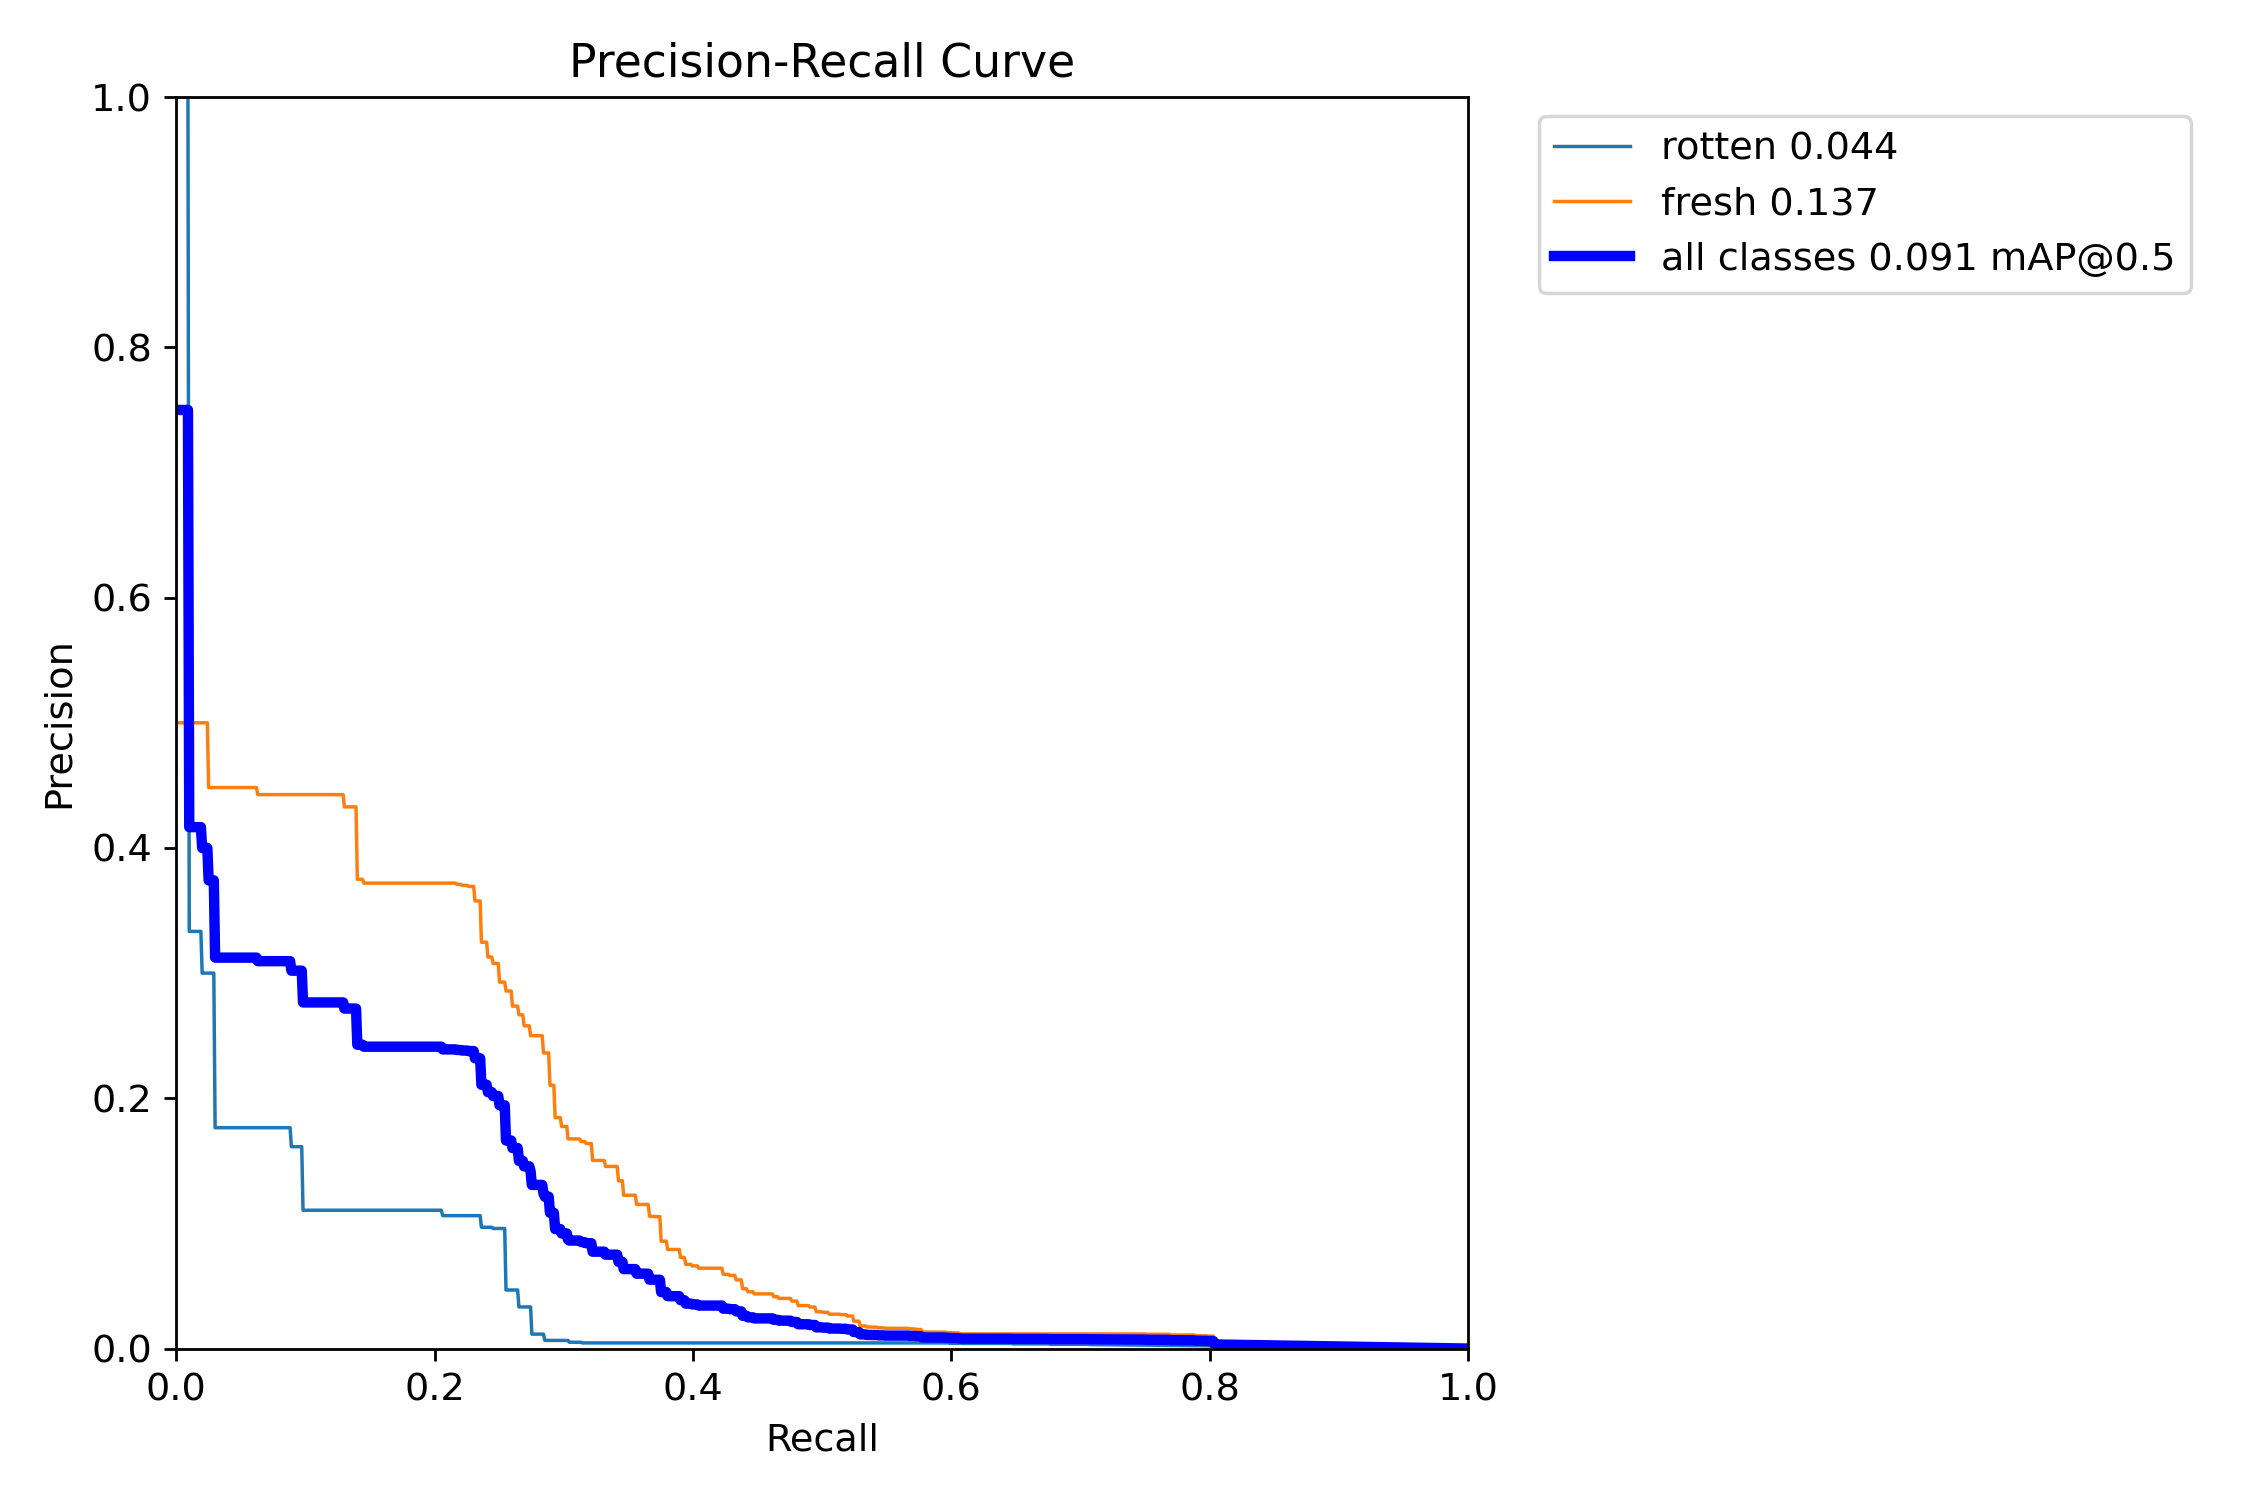 Precision-Recall Curve
1.0
0.8
0.6
0.4
0.2
0.0
Precision
0.0 0.2 0.4 0.6 0.8 1.0
Recall
rotten 0.044
fresh 0.137
all classes 0.091 mAP@0.5